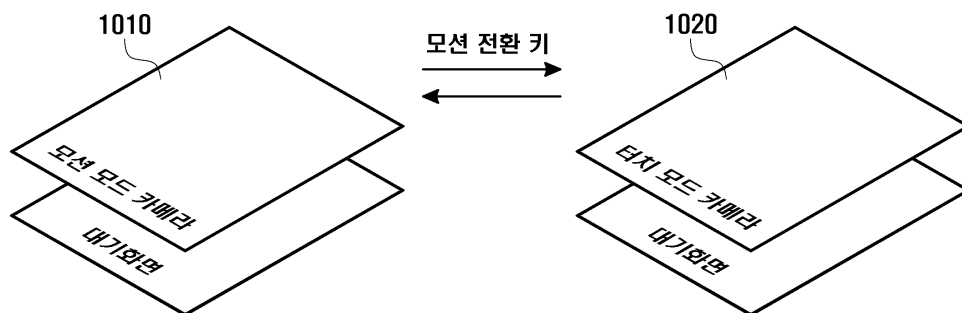 1010
모션 전환 키
1020
모션 모드 카메라
대기화면
터치 모드 카메라
대기화면